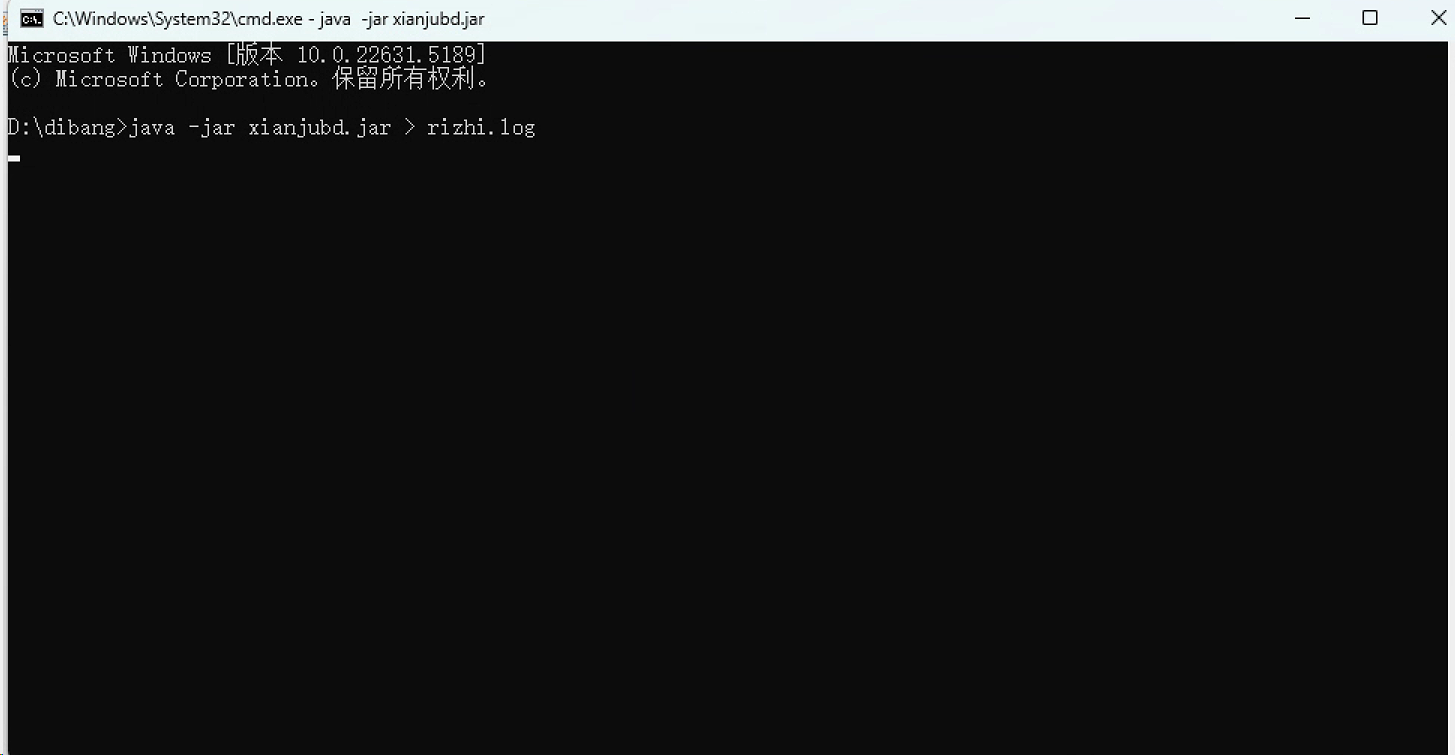 C:\Windows\System32\cmd.exe - java  -jar xianjubd.jar
Microsoft Windows [版本 10.0.22631.5189]
(c) Microsoft Corporation。保留所有权利。
D:\dibang>java -jar xianjubd.jar > rizhi.log